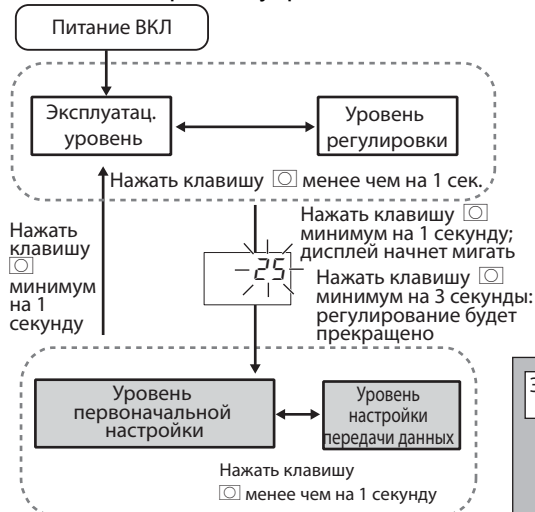 Питание ВКЛ
Эксплуатац.
уровень
Уровень
регулировки
Нажать клавишу менее чем на 1 сек.
Нажать
клавишу
минимум
на 1
секунду
Нажать клавишу
минимум на 1 секунду;
дисплей начнет мигать
25
Нажать клавишу
минимум на 3 секунды:
регулирование будет
прекращено
Уровень
первоначальной
настройки
Уровень
настройки
передачи данных
Нажать клавишу
менее чем на 1 секунду